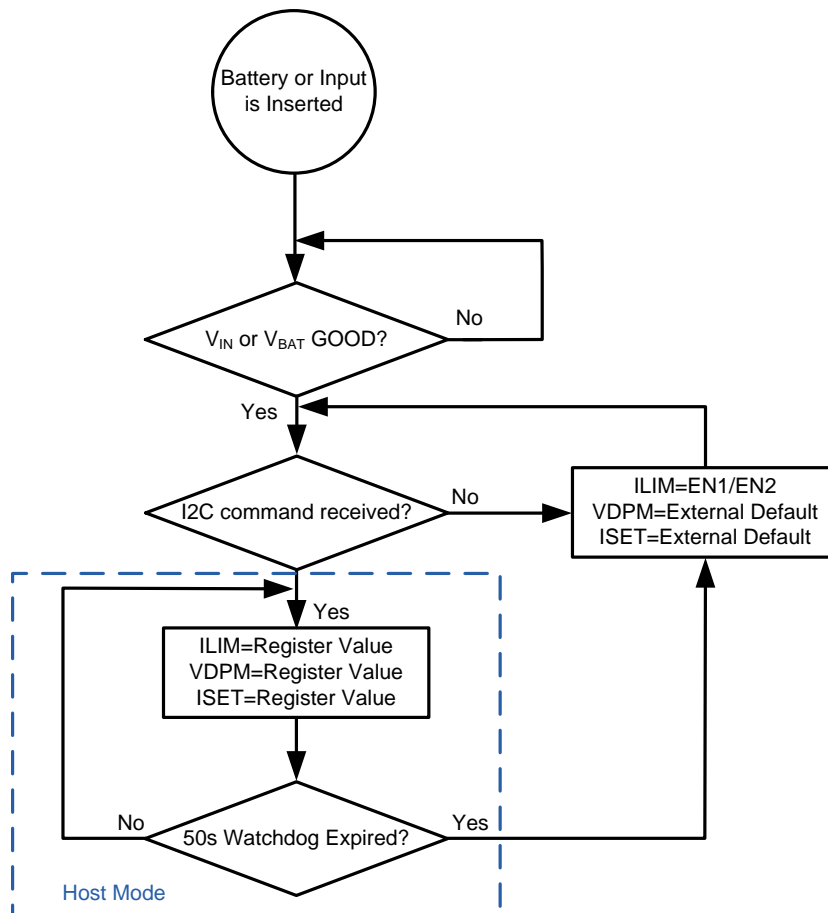 Battery or Input
is Inserted
V_IN or V_BAT GOOD?
No
Yes
I2C command received?
No
ILIM=EN1/EN2
VDPM=External Default
ISET=External Default
Yes
ILIM=Register Value
VDPM=Register Value
ISET=Register Value
50s Watchdog Expired?
No
Yes
Host Mode